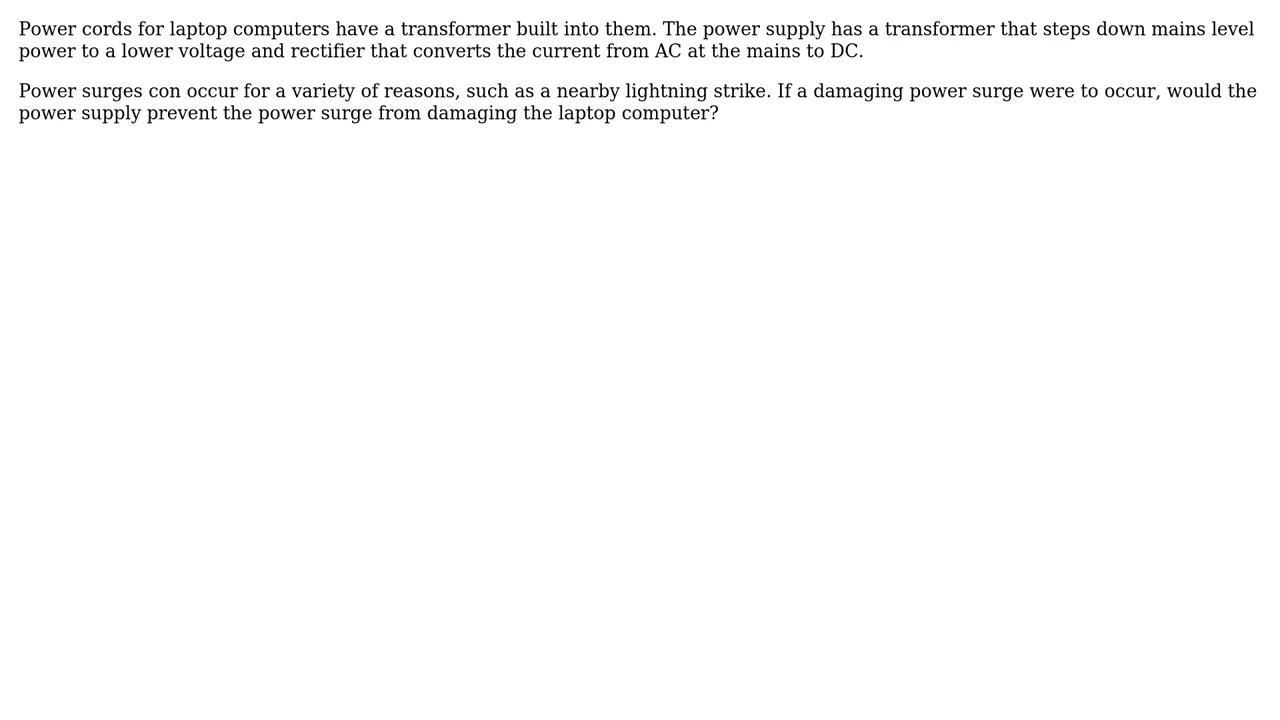 Power cords for laptop computers have a transformer built into them. The power supply has a transformer that steps down mains level
power to a lower voltage and rectifier that converts the current from AC at the mains to DC.
Power surges con occur for a variety of reasons, such as a nearby lightning strike. If a damaging power surge were to occur, would the
power supply prevent the power surge from damaging the laptop computer?